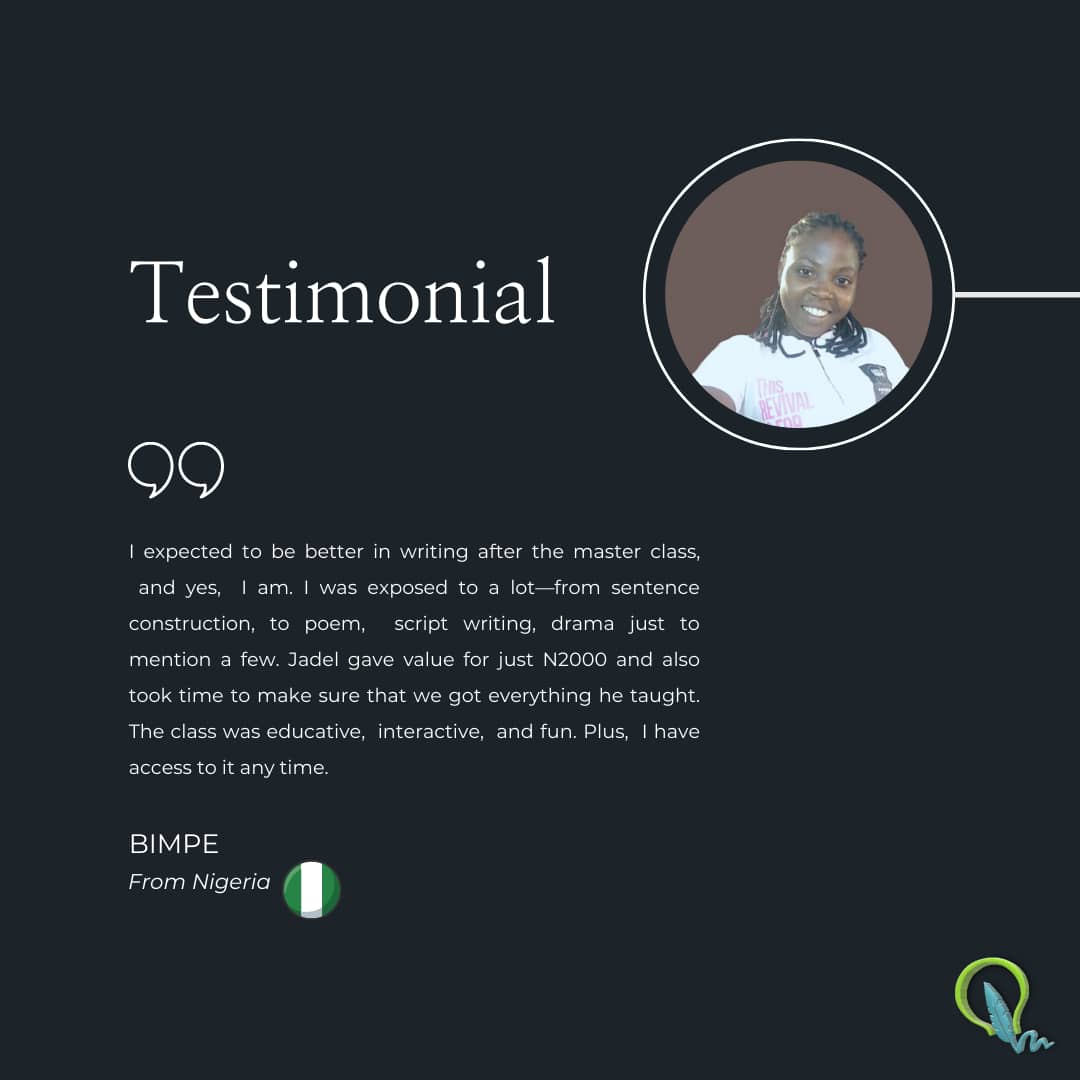 Testimonial
THIS
REVIVAL
I expected to be better in writing after the master class,
and yes, I am. I was exposed to a lot—from sentence
construction, to poem, script writing, drama just to
mention a few. Jadel gave value for just N2000 and also
took time to make sure that we got everything he taught.
The class was educative, interactive, and fun. Plus, I have
access to it any time.
BIMPE
From Nigeria